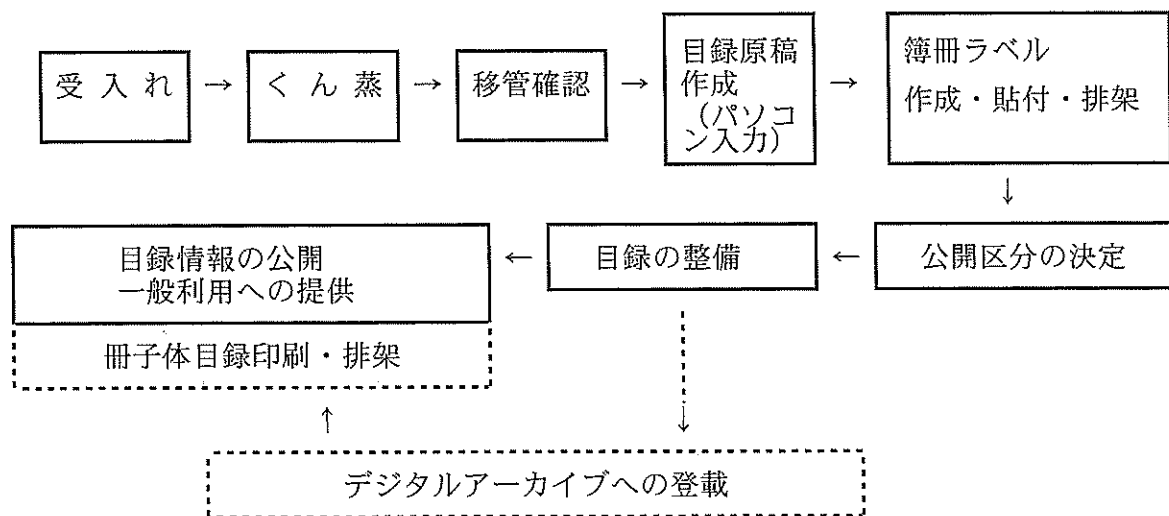 受入れ → くん蒸 → 移管確認 → 目録原稿
作成
(パソコ
ン入力) → 簿冊ラベル
作成・貼付・排架
↓
公開区分の決定
←
目録の整備
←
目録情報の公開
一般利用への提供
冊子体目録印刷・排架
↑
↓
デジタルアーカイブへの登載